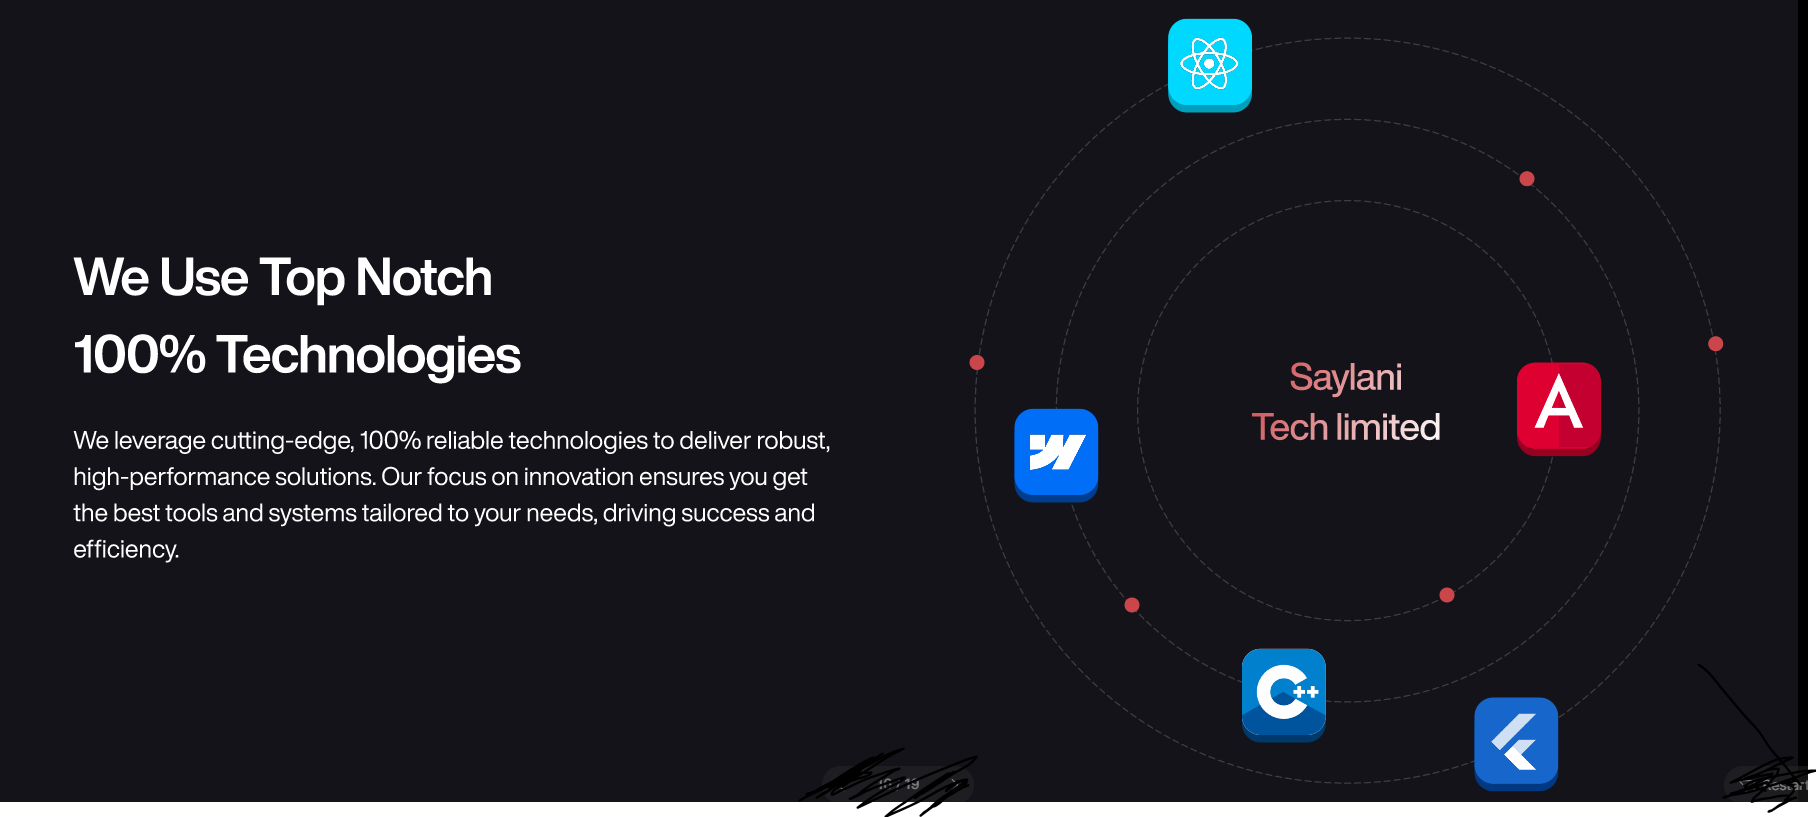 We Use Top Notch
100% Technologies
We leverage cutting-edge, 100% reliable technologies to deliver robust,
high-performance solutions. Our focus on innovation ensures you get
the best tools and systems tailored to your needs, driving success and
efficiency.
Saylani
Tech limited
A
C++